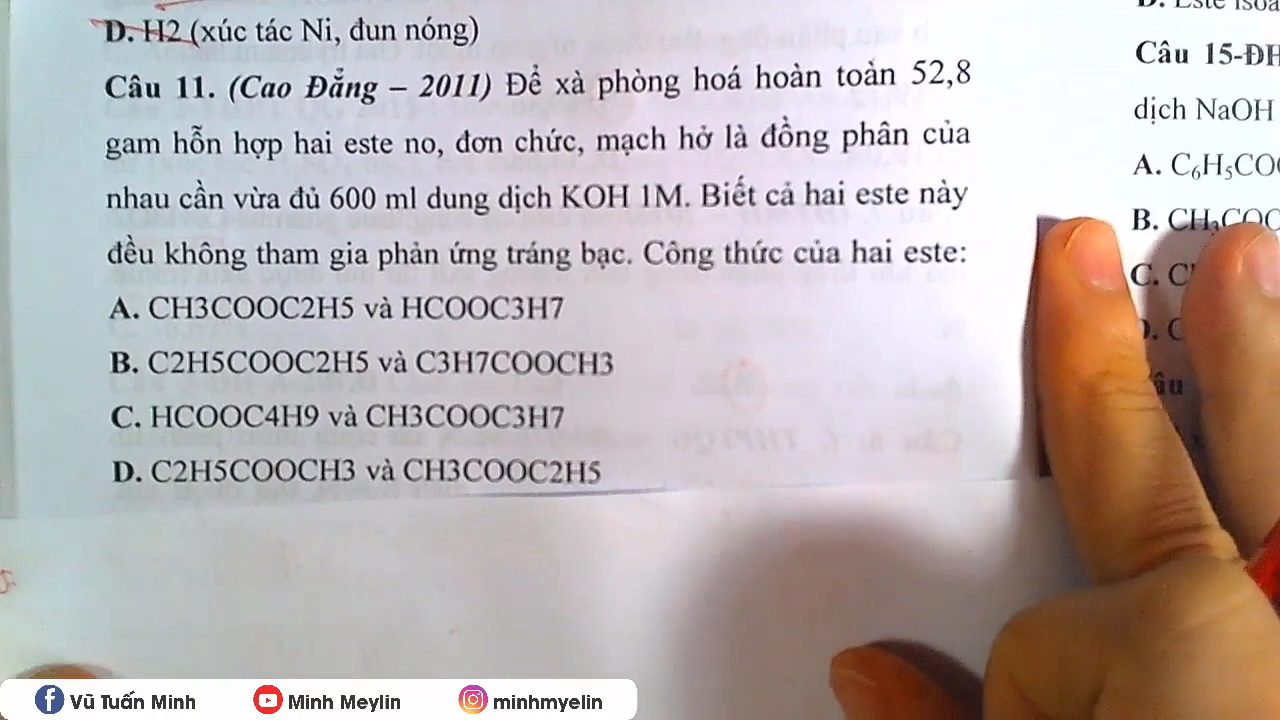 D. H2 (xúc tác Ni, đun nóng)
Câu 11. (Cao Đẳng – 2011) Để xà phòng hoá hoàn toàn 52,8
gam hỗn hợp hai este no, đơn chức, mạch hở là đồng phân của
nhau cần vừa đủ 600 ml dung dịch KOH 1M. Biết cả hai este này
đều không tham gia phản ứng tráng bạc. Công thức của hai este:
A. CH3COOC2H5 và HCOOC3H7
B. C2H5COOC2H5 và C3H7COOCH3
C. HCOOC4H9 và CH3COOC3H7
D. C2H5COOCH3 và CH3COOC2H5
D. Este
Câu 15-ĐH
dịch NaOH
A. C₆H₅CO
B. CH₃COO
C. C
D. C
Vũ Tuấn Minh
Minh Meylin
minhmyelin